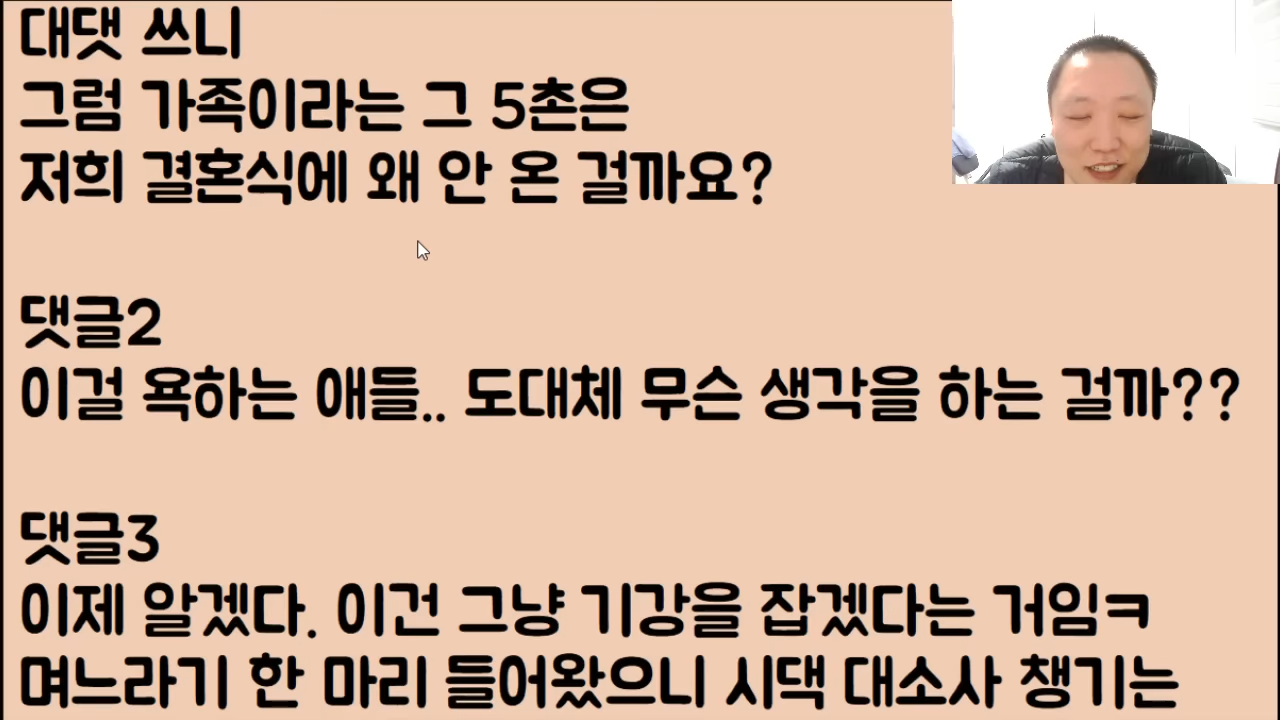 대댓 쓰니
그럼 가족이라는 그 5촌은
저희 결혼식에 왜 안 온 걸까요?
댓글2
이걸 욕하는 애들.. 도대체 무슨 생각을 하는 걸까??
댓글3
이제 알겠다. 이건 그냥 기강을 잡겠다는 거임ㅋ
며느라기 한 마리 들어왔으니 시댁 대소사 챙기는